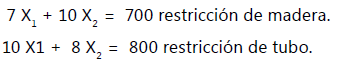 7 X₁ + 10 X₂ = 700 restricción de madera.
10 X1 + 8 X₂ = 800 restricción de tubo.